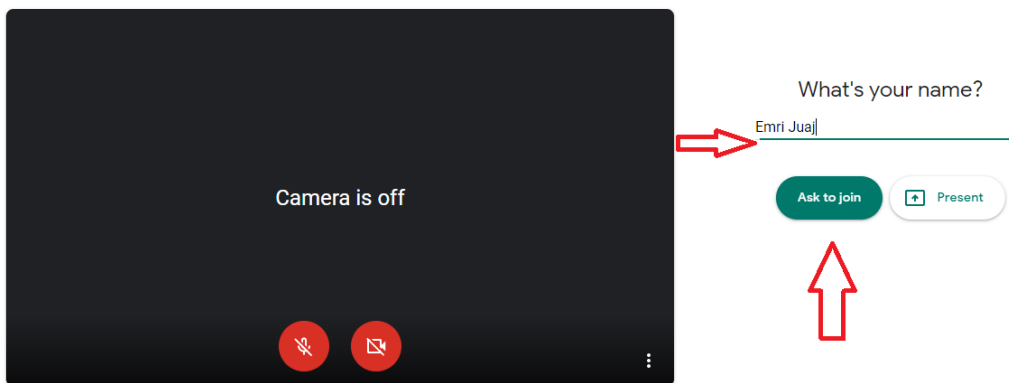 Camera is off
What's your name?
Emri Juaj
Ask to join
Present